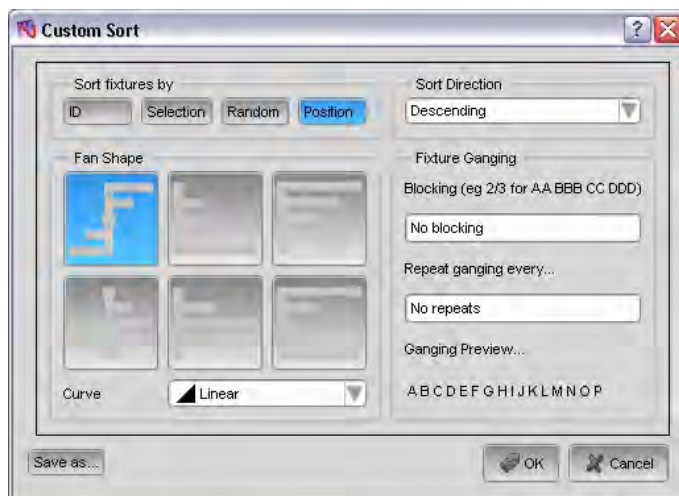 Custom Sort
?
Sort fixtures by
ID
Selection
Random
Position
Sort Direction
Descending
Fan Shape
Fixture Ganging
Blocking (eg 2/3 for AA BBB CC DDD)
No blocking
Repeat ganging every...
No repeats
Ganging Preview...
Curve
Linear
A B C D E F G H I J K L M N O P
Save as...
OK
Cancel